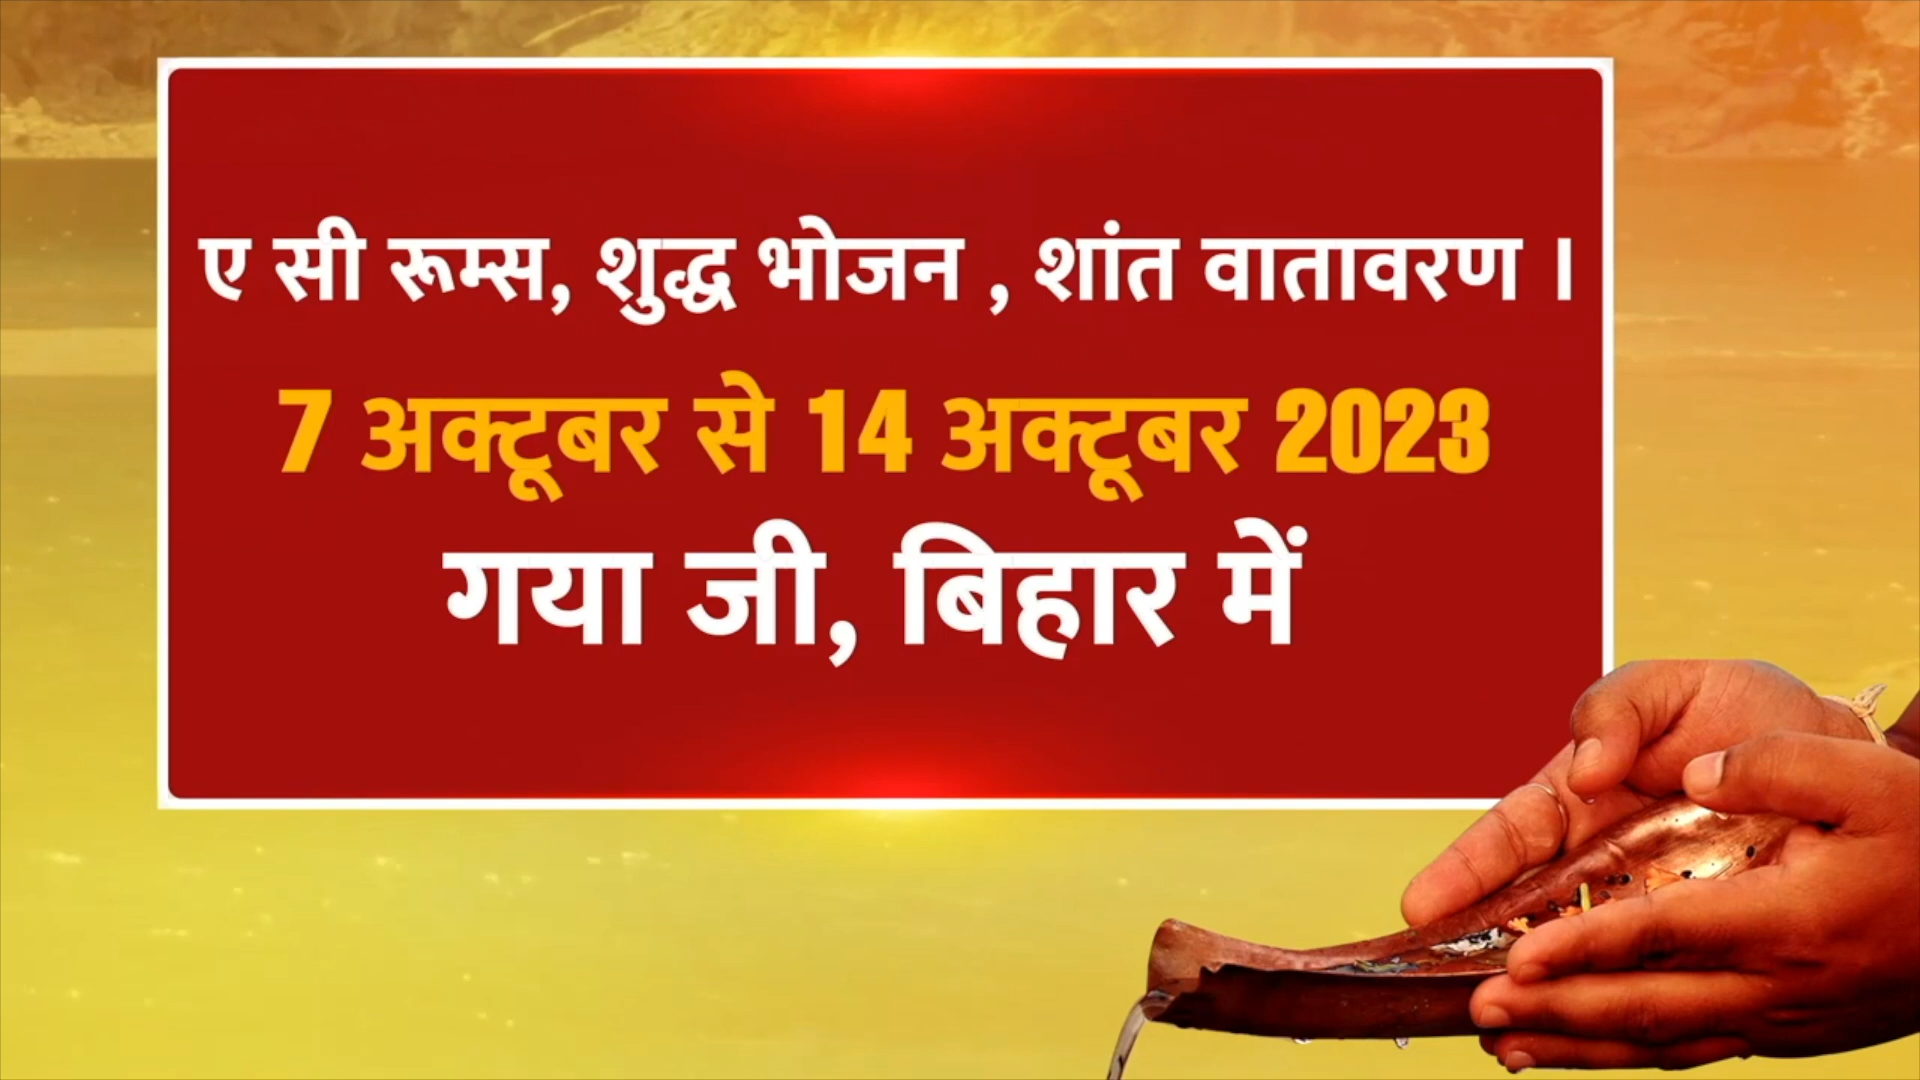 ए सी रूम्स, शुद्ध भोजन , शांत वातावरण ।
7 अक्टूबर से 14 अक्टूबर 2023
गया जी, बिहार में